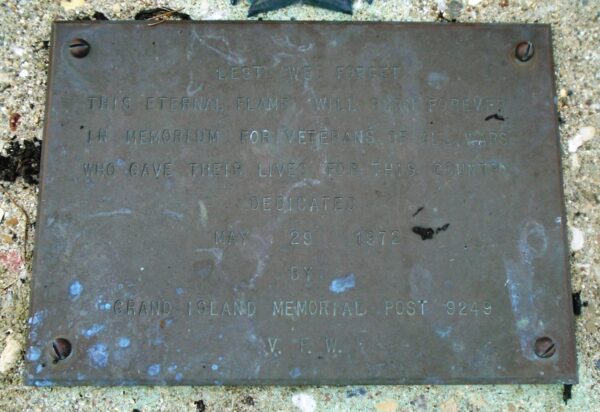 LEST WE FORGET
THIS ETERNAL FLAME WILL BURN FOREVER
IN MEMORIUM FOR VETERANS OF ALL WARS
WHO GAVE THEIR LIVES FOR THIS COUNTRY
DEDICATED
MAY 29 1972
BY
GRAND ISLAND MEMORIAL POST 9249
V. F. W.